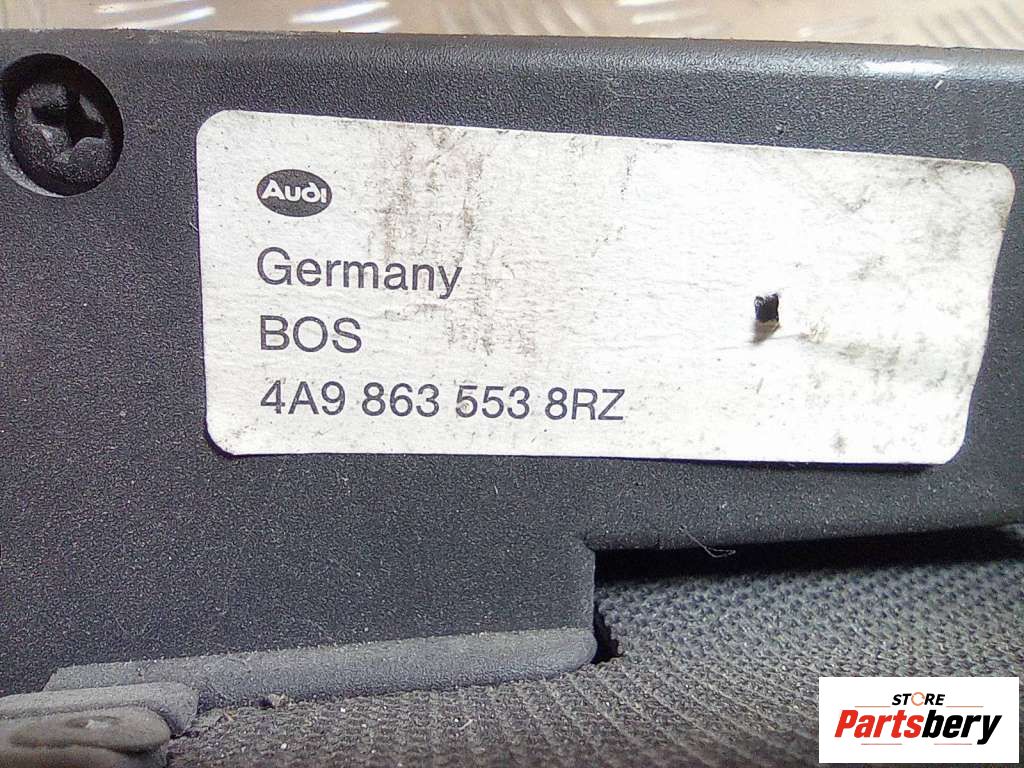 Audi
Germany
BOS
4A9 863 553 8RZ
STORE
Partsbery